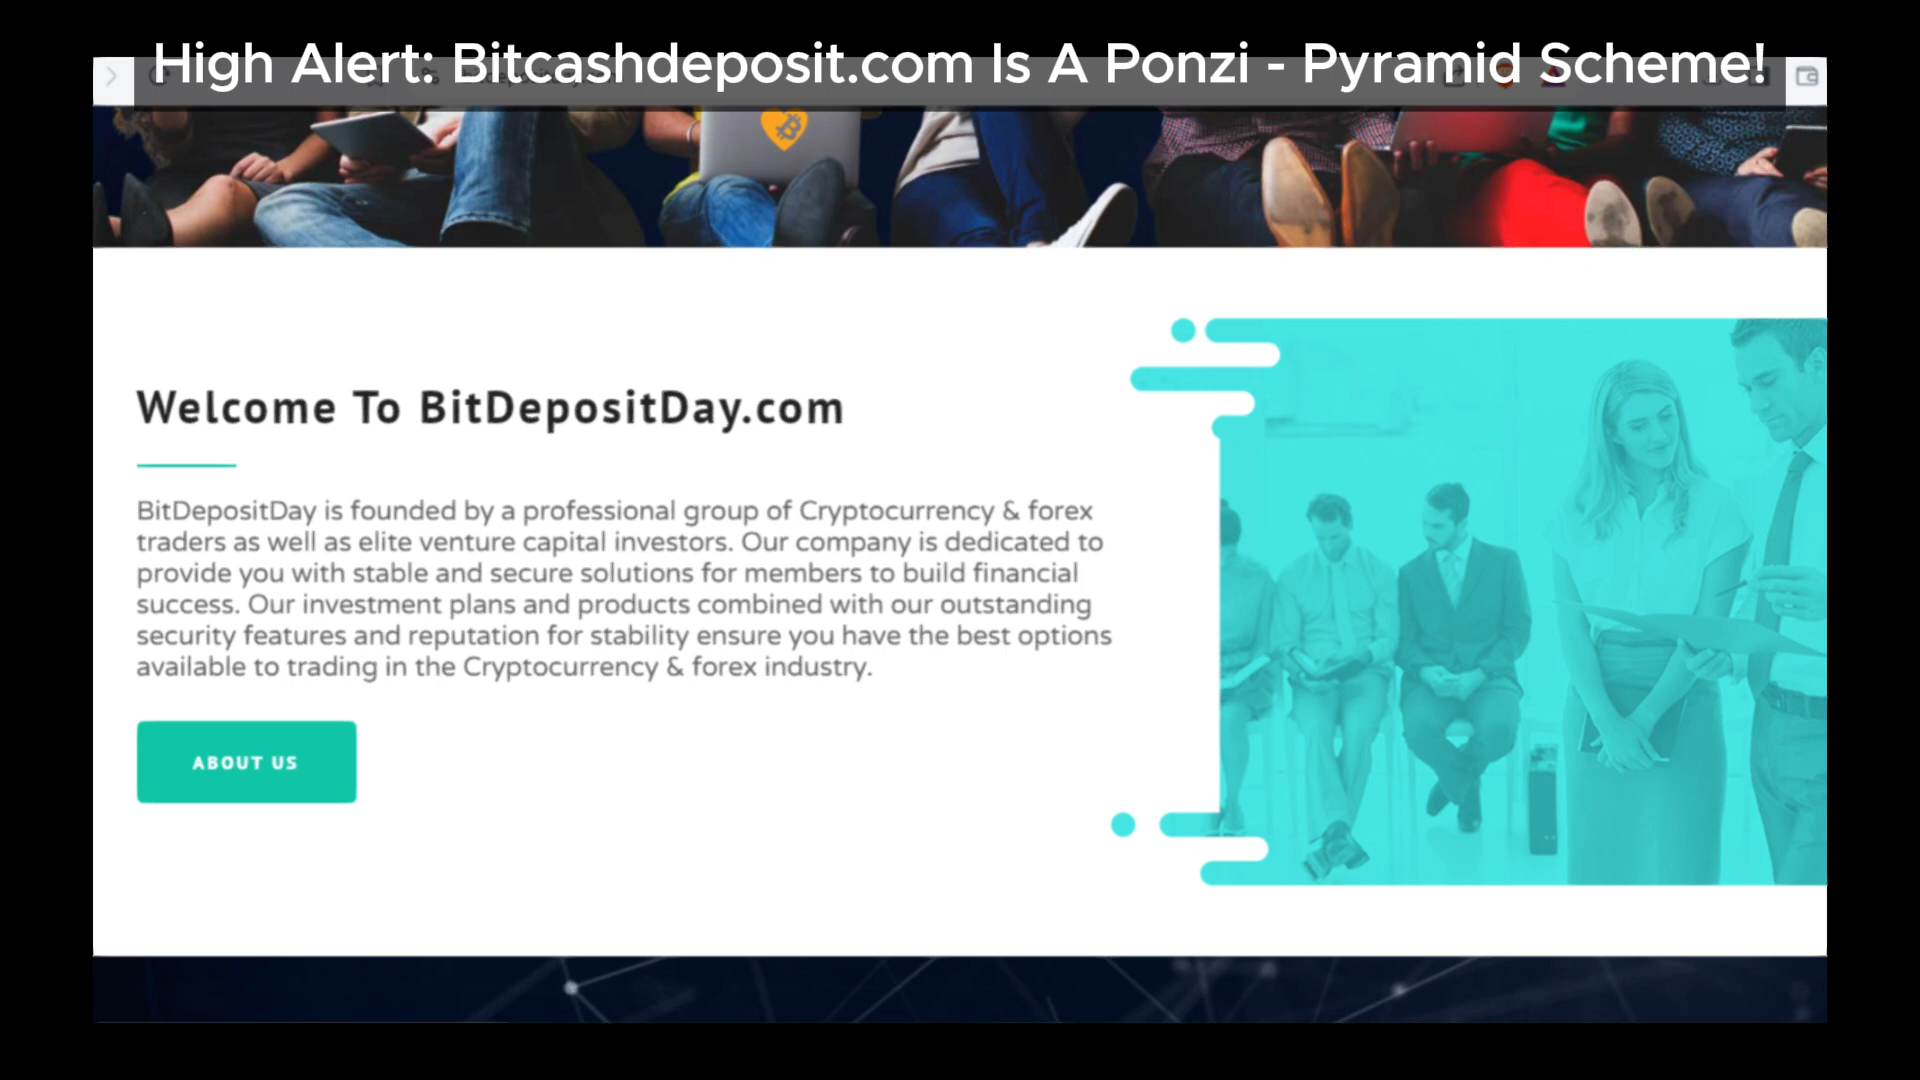 High Alert: Bitcashdeposit.com Is A Ponzi - Pyramid Scheme!
Welcome To BitDepositDay.com
BitDepositDay is founded by a professional group of Cryptocurrency & forex
traders as well as elite venture capital investors. Our company is dedicated to
provide you with stable and secure solutions for members to build financial
success. Our investment plans and products combined with our outstanding
security features and reputation for stability ensure you have the best options
available to trading in the Cryptocurrency & forex industry.
ABOUT US